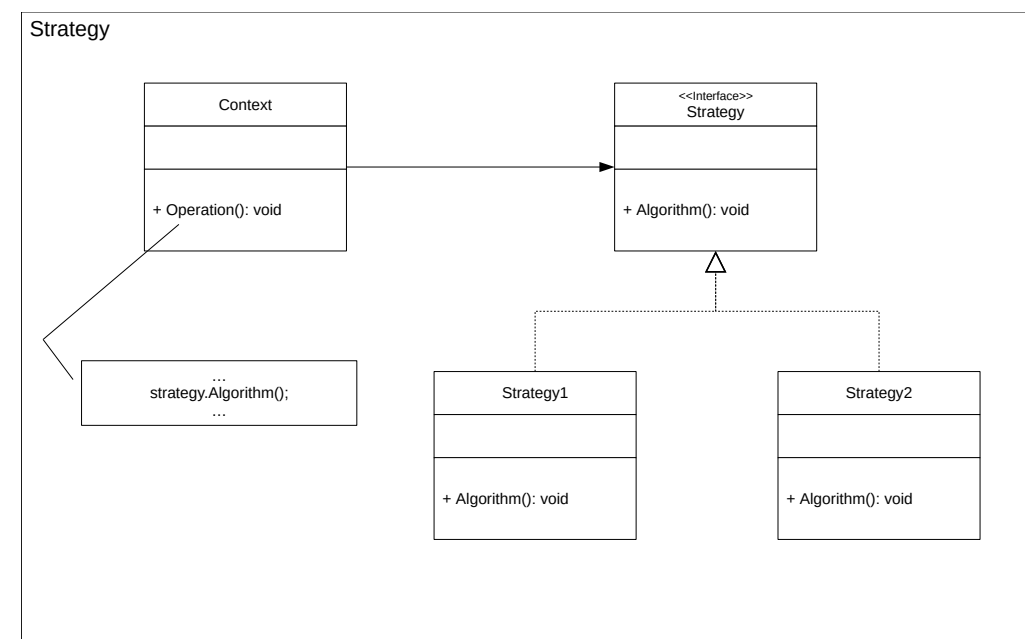 Strategy
Context
<<Interface>>
Strategy
+ Operation(): void
+ Algorithm(): void
…
strategy.Algorithm();
…
Strategy1
Strategy2
+ Algorithm(): void
+ Algorithm(): void